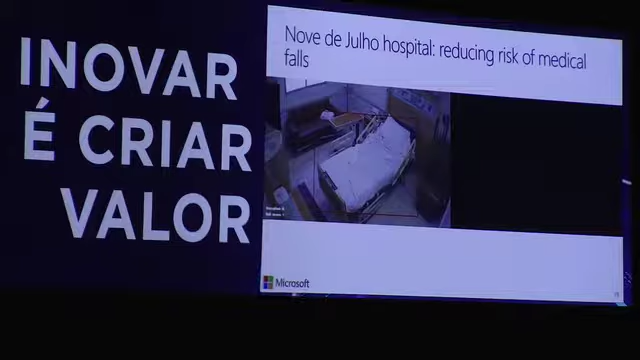 INOVAR
É CRIAR
VALOR
Nove de Julho hospital: reducing risk of medical
falls
Microsoft